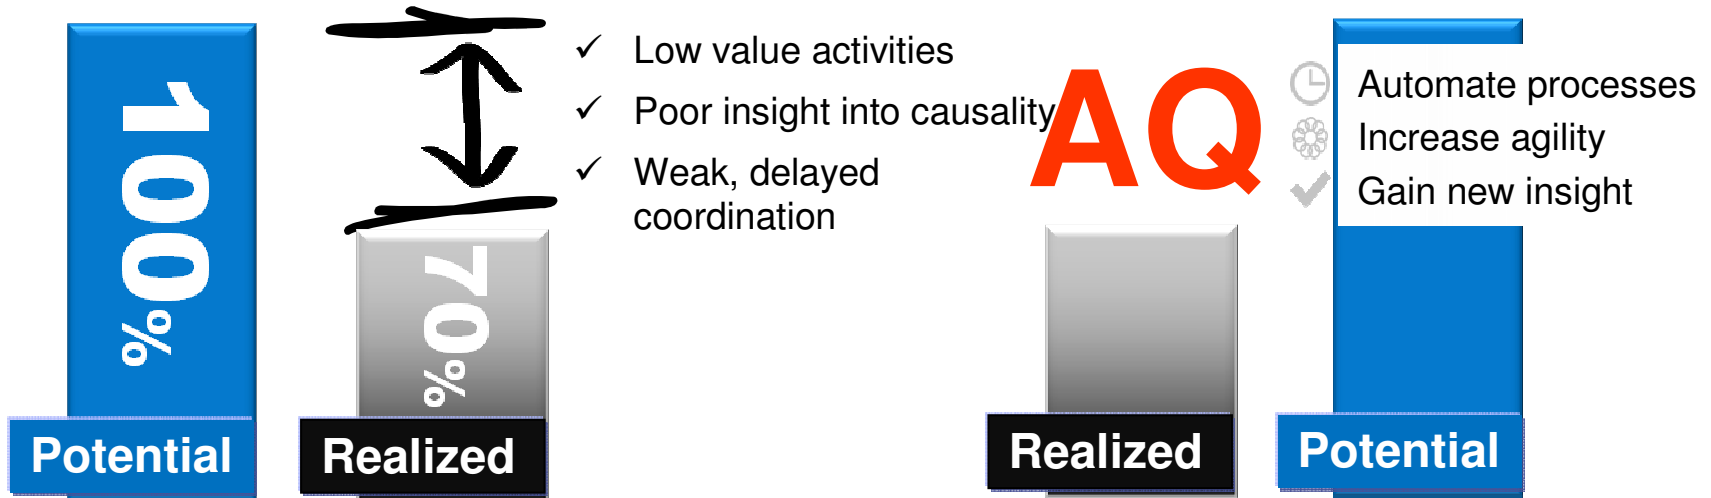 100%
Potential
70%
Realized
✓ Low value activities
✓ Poor insight into causality
✓ Weak, delayed
coordination
AQ
Realized
Automate processes
Increase agility
Gain new insight
Potential